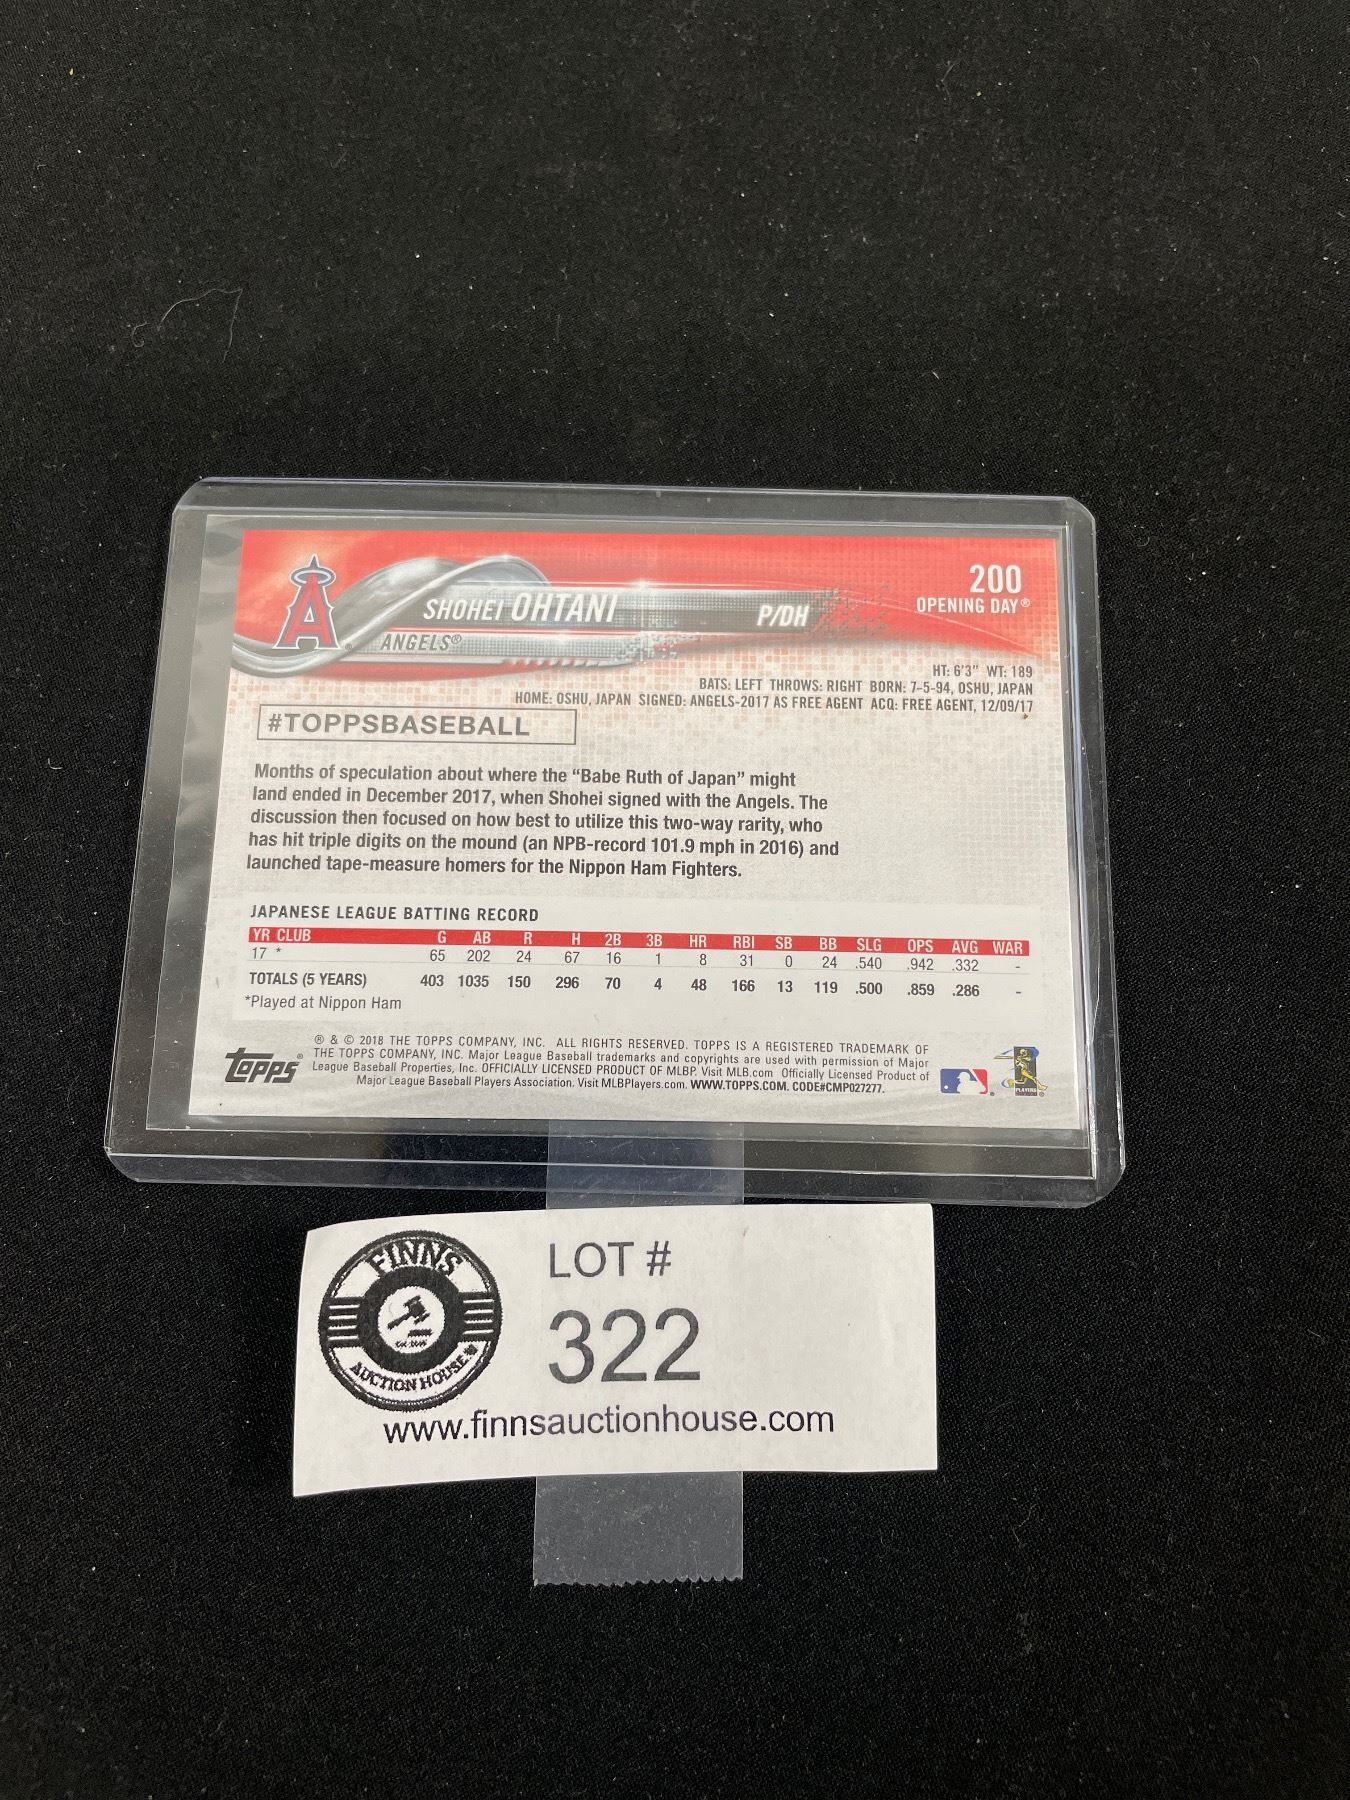 A
SHOHEI OHTANI
P/DH
ANGELS®
200
OPENING DAY®
HT: 6'3" WT: 189
BATS: LEFT THROWS: RIGHT BORN: 7-5-94, OSHU, JAPAN
HOME: OSHU, JAPAN SIGNED: ANGELS-2017 AS FREE AGENT ACQ: FREE AGENT, 12/09/17
#TOPPSBASEBALL
Months of speculation about where the “Babe Ruth of Japan” might
land ended in December 2017, when Shohei signed with the Angels. The
discussion then focused on how best to utilize this two-way rarity, who
has hit triple digits on the mound (an NPB-record 101.9 mph in 2016) and
launched tape-measure homers for the Nippon Ham Fighters.
JAPANESE LEAGUE BATTING RECORD
YR CLUB G AB R H 2B 3B HR RBI SB BB SLG OPS AVG WAR
17 * 65 202 24 67 16 1 8 31 0 24 .540 .942 .332 -
TOTALS (5 YEARS) 403 1035 150 296 70 4 48 166 13 119 .500 .859 .286 -
*Played at Nippon Ham
Topps®
® & © 2018 THE TOPPS COMPANY, INC. ALL RIGHTS RESERVED. TOPPS IS A REGISTERED TRADEMARK OF
THE TOPPS COMPANY, INC. Major League Baseball trademarks and copyrights are used with permission of Major
League Baseball Properties, Inc. OFFICIALLY LICENSED PRODUCT OF MLBP. Visit MLB.com Officially Licensed Product of
Major League Baseball Players Association. Visit MLBPlayers.com. WWW.TOPPS.COM. CODE#CMP027277.
PLAYERS
FINNS
AUCTION HOUSE
LOT #
322
www.finnsauctionhouse.com